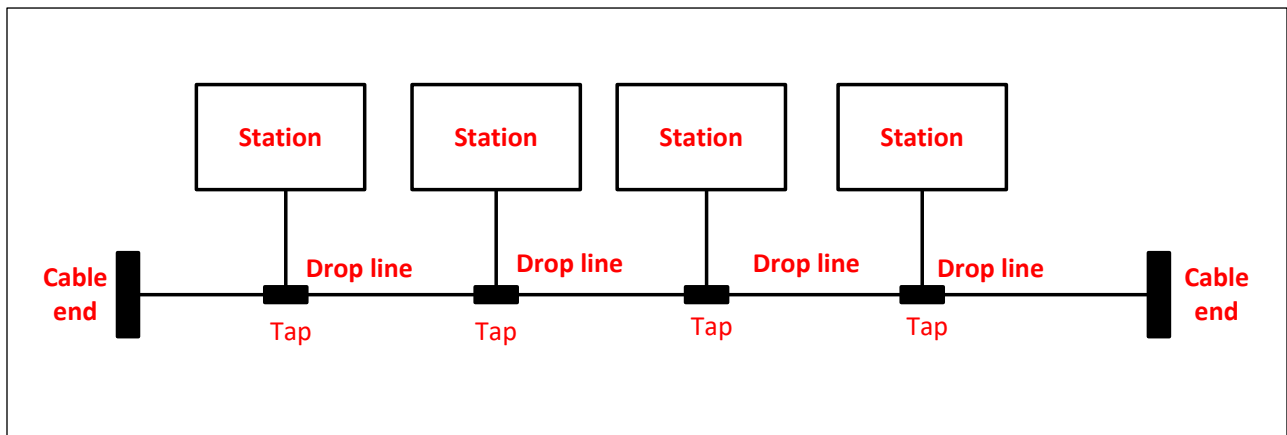 Station
Station
Station
Station
Drop line
Drop line
Drop line
Drop line
Cable
end
Cable
end
Tap
Tap
Tap
Tap